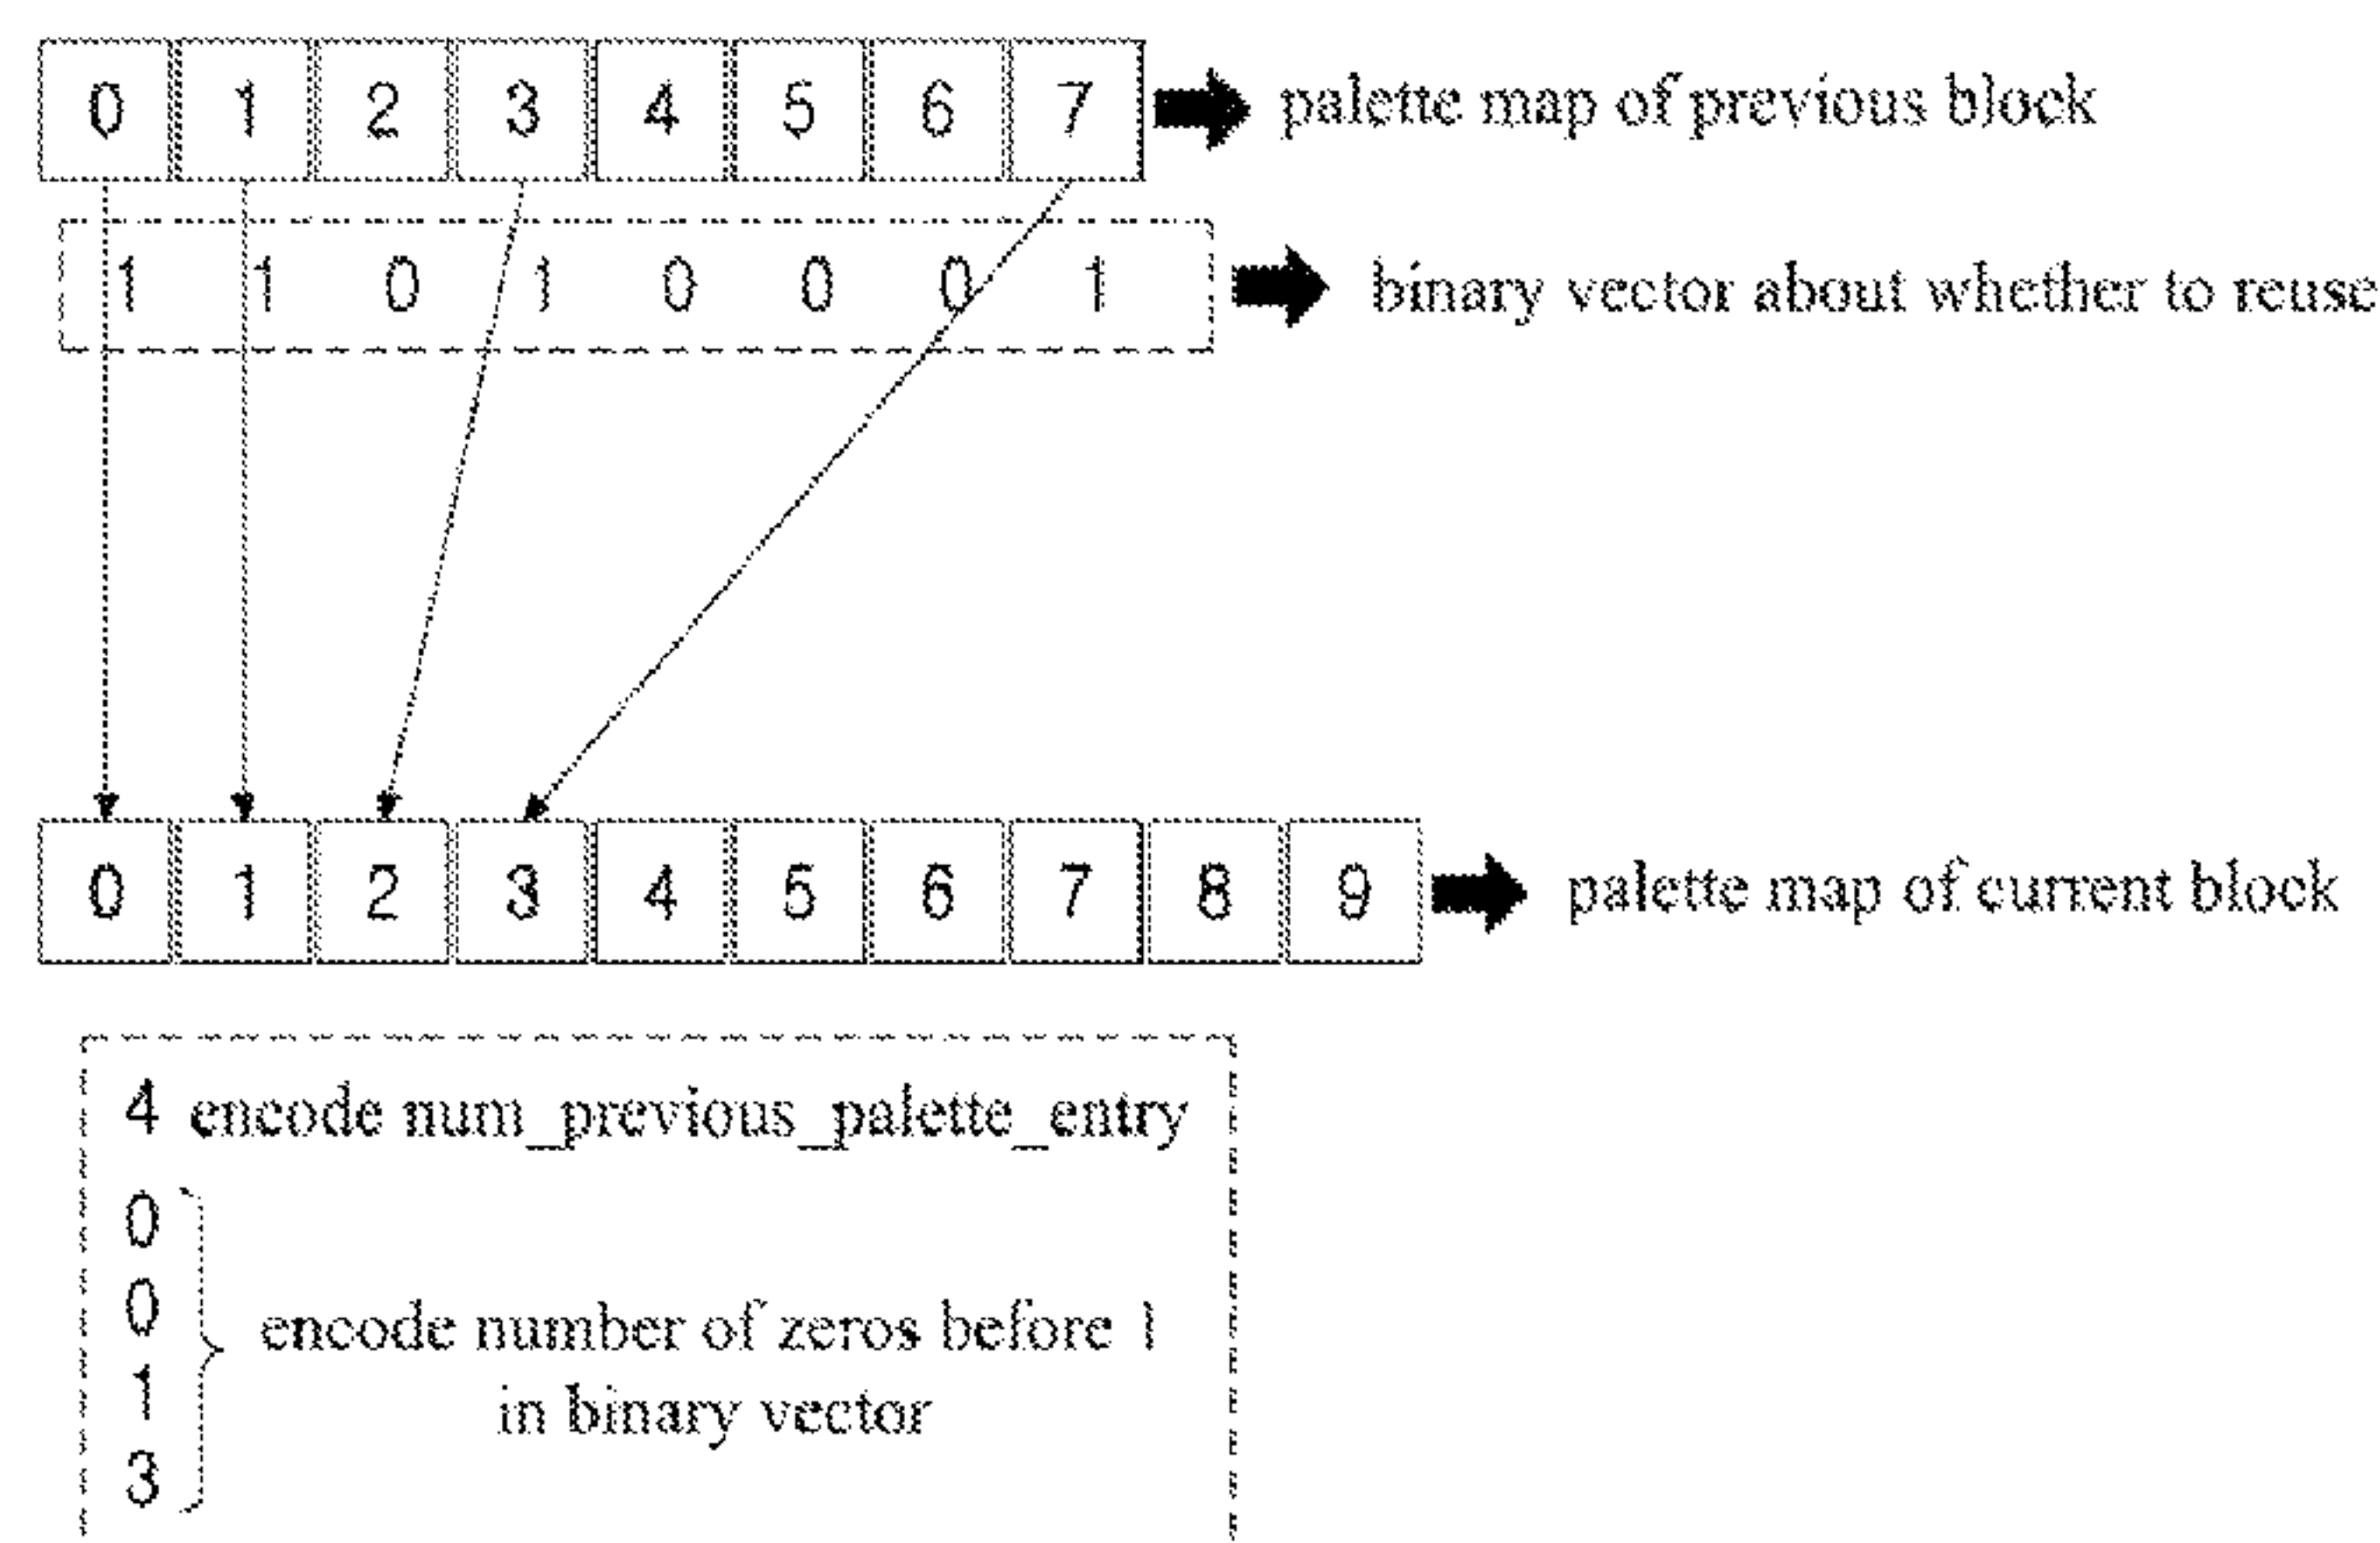 0 1 2 3 4 5 6 7 palette map of previous block
1 1 0 1 0 0 0 1 binary vector about whether to reuse
0 1 2 3 4 5 6 7 8 9 palette map of current block
4 encode num_previous_palette_entry
0
0
encode number of zeros before 1
1
in binary vector
3